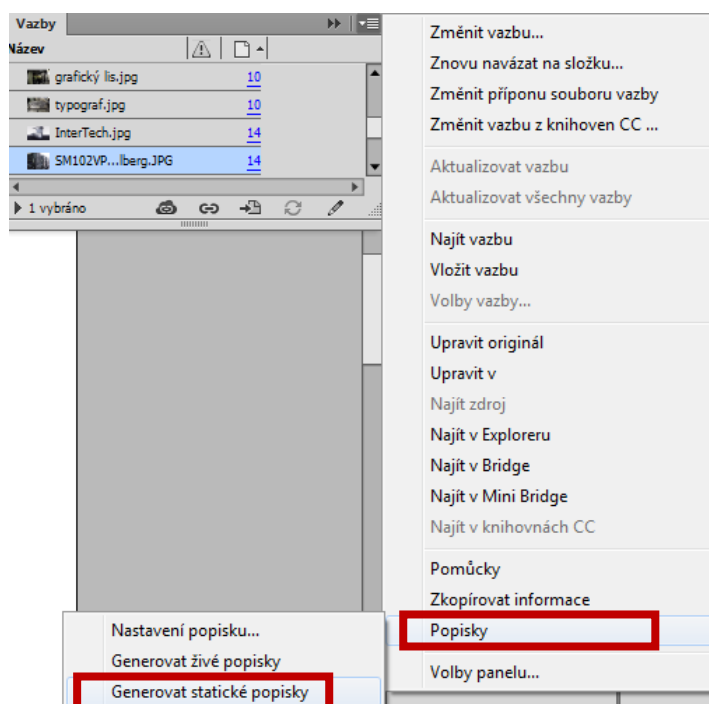 Vazby
Název
grafický lis.jpg 10
typograf.jpg 10
InterTech.jpg 14
SM102VP...lberg.JPG 14
1 vybráno
Změnit vazbu...
Znovu navázat na složku...
Změnit příponu souboru vazby
Změnit vazbu z knihoven CC ...
Aktualizovat vazbu
Aktualizovat všechny vazby
Najít vazbu
Vložit vazbu
Volby vazby...
Upravit originál
Upravit v
Najít zdroj
Najít v Exploreru
Najít v Bridge
Najít v Mini Bridge
Najít v knihovnách CC
Pomůcky
Zkopírovat informace
Popisky
Volby panelu...
Nastavení popisku...
Generovat živé popisky
Generovat statické popisky